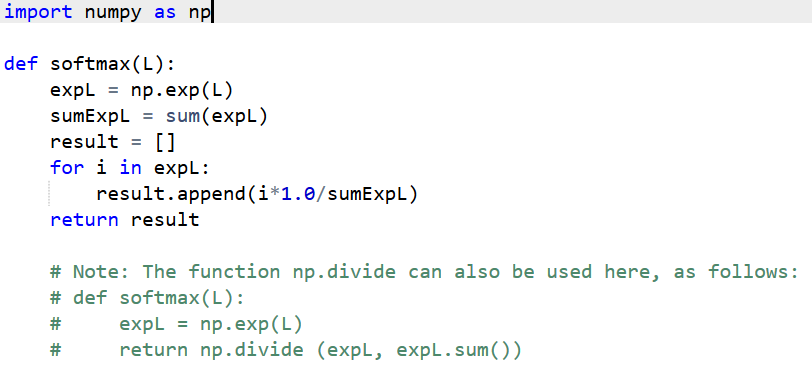 import numpy as np
def softmax(L):
    expL = np.exp(L)
    sumExpL = sum(expL)
    result = []
    for i in expL:
        result.append(i*1.0/sumExpL)
    return result
    # Note: The function np.divide can also be used here, as follows:
    # def softmax(L):
    #     expL = np.exp(L)
    #     return np.divide (expL, expL.sum())